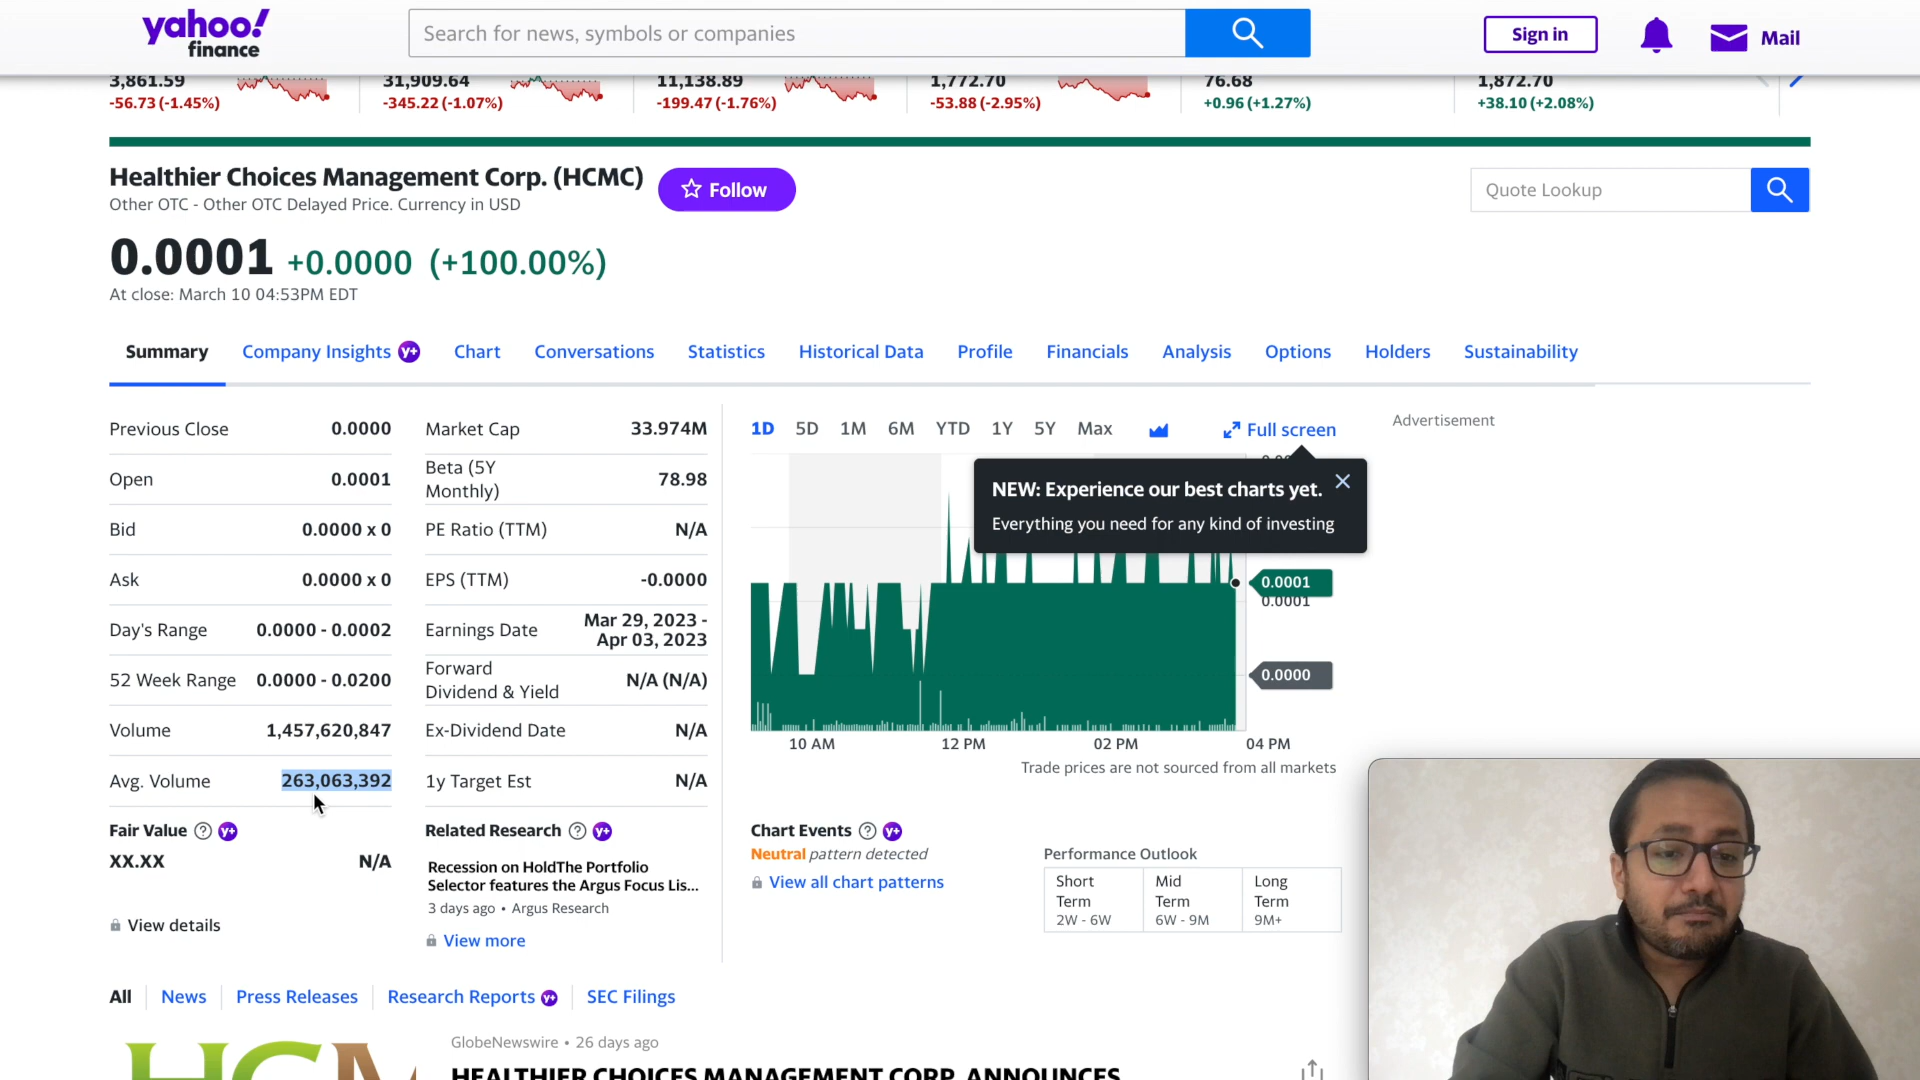 yahoo!
finance
Search for news, symbols or companies
Sign in
Mail
3,861.59
-56.73 (-1.45%)
31,909.64
-345.22 (-1.07%)
11,138.89
-199.47 (-1.76%)
1,772.70
-53.88 (-2.95%)
76.68
+0.96 (+1.27%)
1,872.70
+38.10 (+2.08%)
Healthier Choices Management Corp. (HCMC)
Follow
Other OTC - Other OTC Delayed Price. Currency in USD
Quote Lookup
0.0001 +0.0000 (+100.00%)
At close: March 10 04:53PM EDT
Summary
Company Insights y+
Chart
Conversations
Statistics
Historical Data
Profile
Financials
Analysis
Options
Holders
Sustainability
Previous Close 0.0000
Open 0.0001
Bid 0.0000 x 0
Ask 0.0000 x 0
Day's Range 0.0000 - 0.0002
52 Week Range 0.0000 - 0.0200
Volume 1,457,620,847
Avg. Volume 263,063,392
Market Cap 33.974M
Beta (5Y
Monthly) 78.98
PE Ratio (TTM) N/A
EPS (TTM) -0.0000
Earnings Date Mar 29, 2023 -
Apr 03, 2023
Forward
Dividend & Yield N/A (N/A)
Ex-Dividend Date N/A
1y Target Est N/A
1D 5D 1M 6M YTD 1Y 5Y Max
Full screen
NEW: Experience our best charts yet.
Everything you need for any kind of investing
0.0001
0.0001
0.0000
10 AM 12 PM 02 PM 04 PM
Trade prices are not sourced from all markets
Advertisement
Fair Value ? y+
XX.XX N/A
View details
Related Research ? y+
Recession on HoldThe Portfolio
Selector features the Argus Focus Lis...
3 days ago • Argus Research
View more
Chart Events ? y+
Neutral pattern detected
View all chart patterns
Performance Outlook
Short
Term
2W - 6W
Mid
Term
6W - 9M
Long
Term
9M+
All
News
Press Releases
Research Reports y+
SEC Filings
HCM
GlobeNewswire • 26 days ago
HEALTHIER CHOICES MANAGEMENT CORP. ANNOUNCES